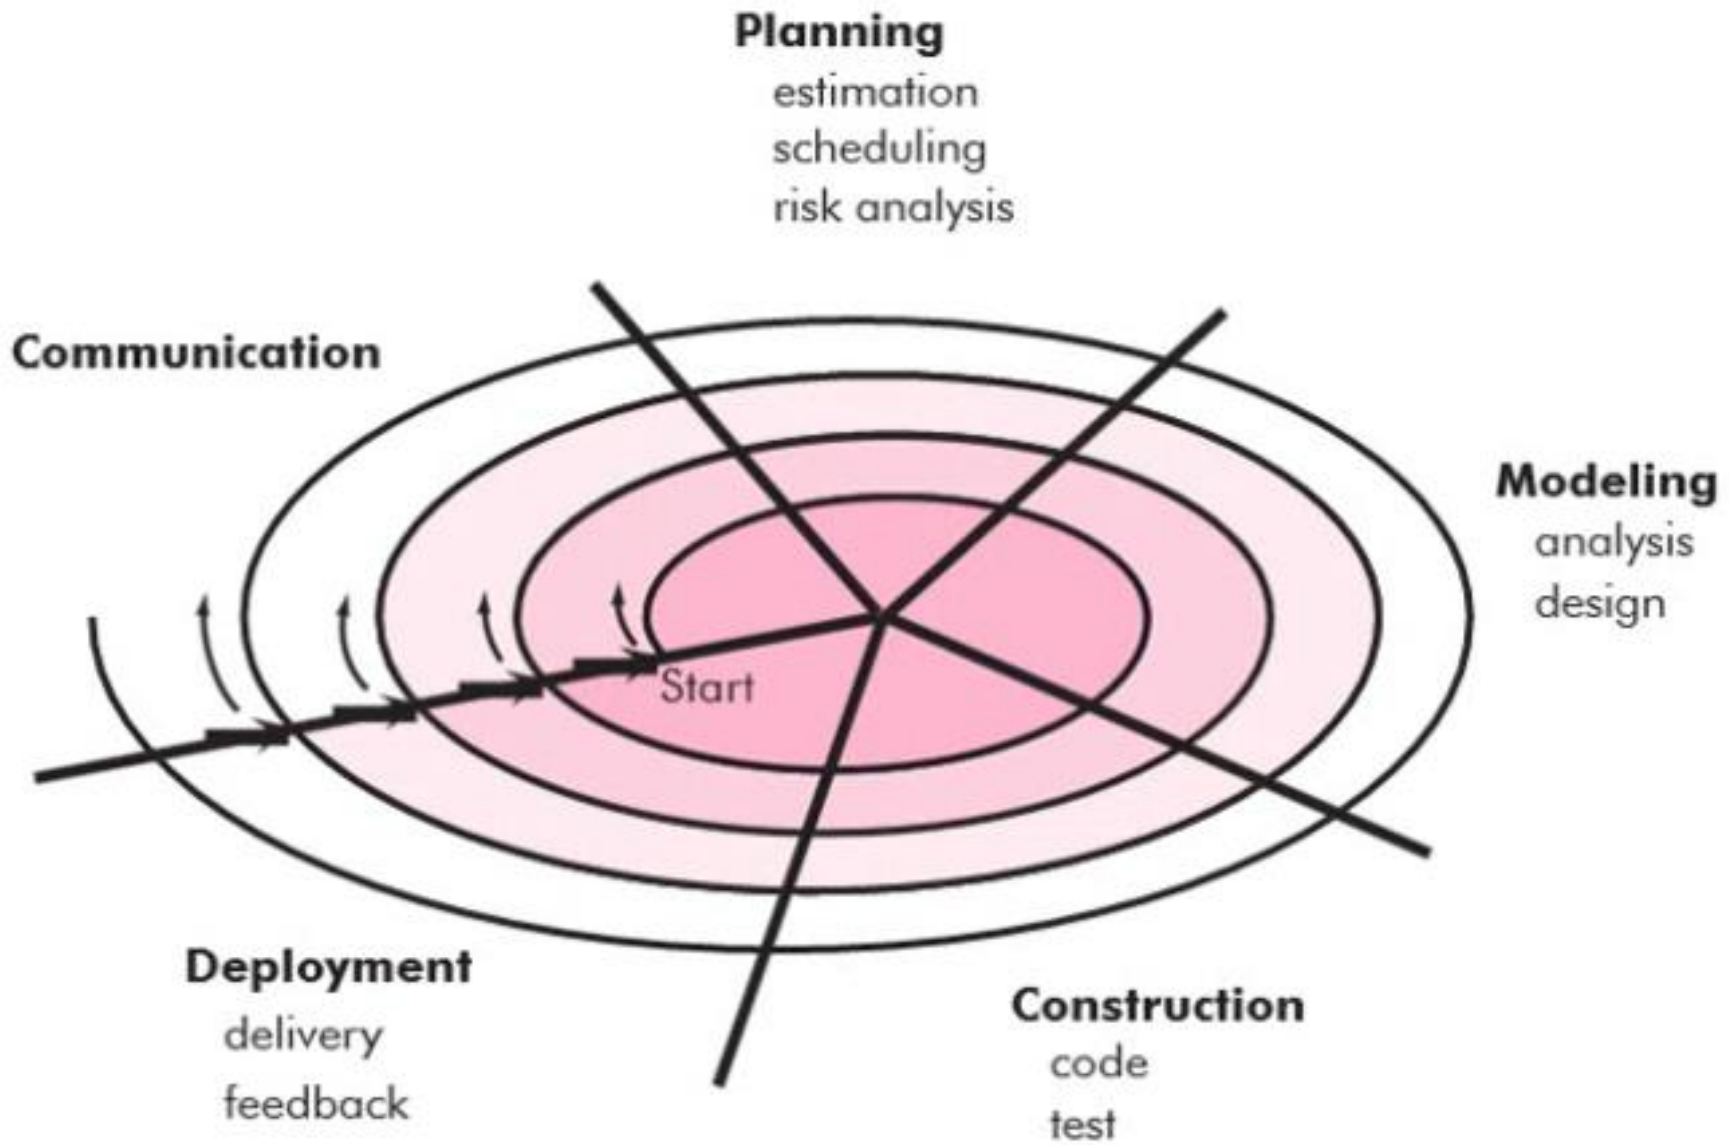 Planning
estimation
scheduling
risk analysis
Communication
Modeling
analysis
design
Start
Deployment
delivery
feedback
Construction
code
test